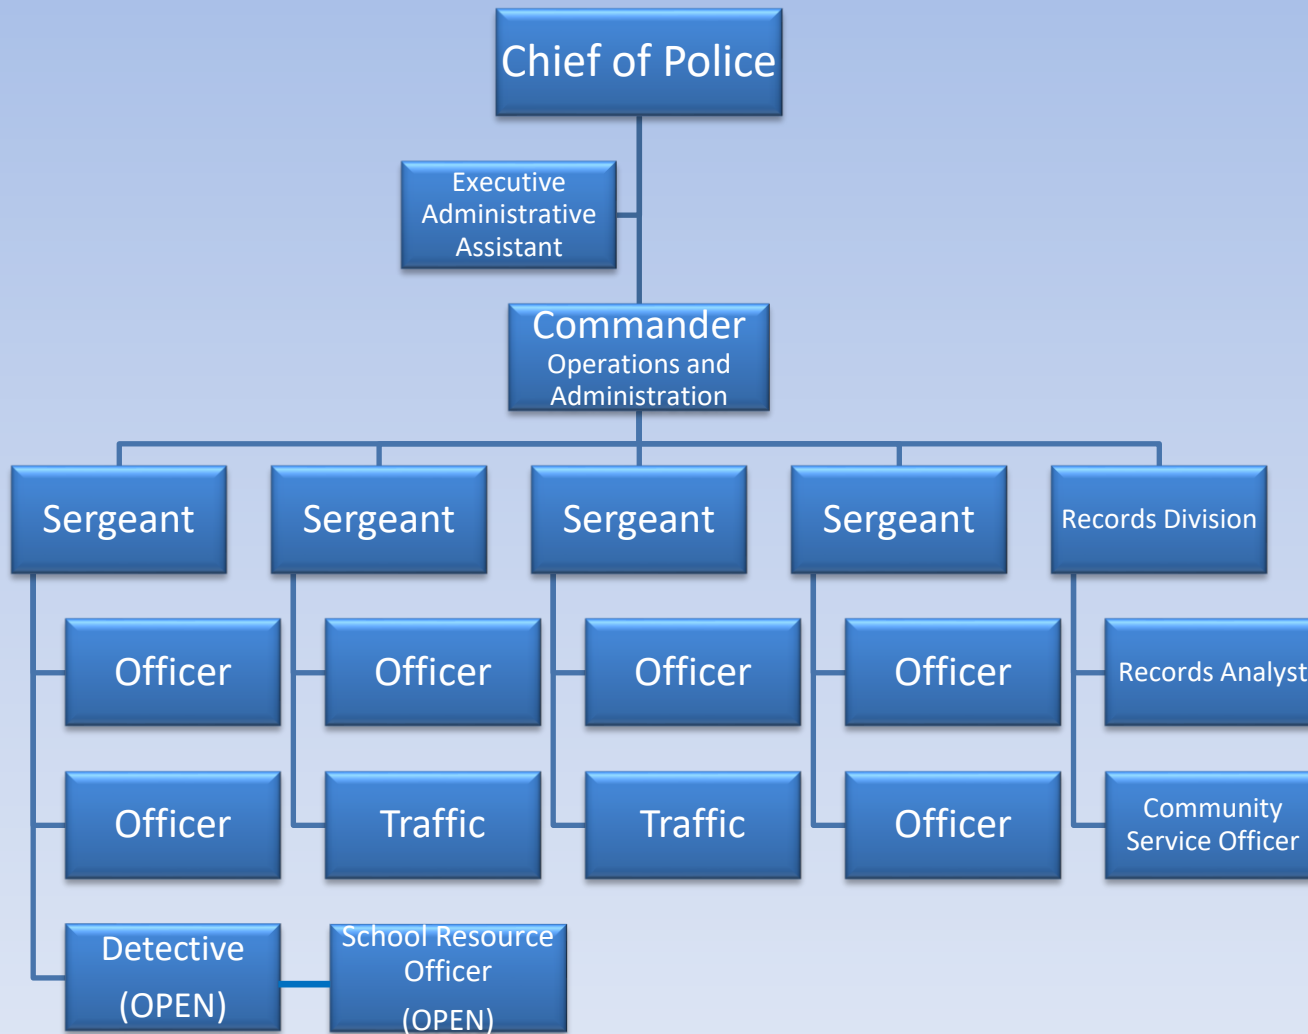 Chief of Police
Executive
Administrative
Assistant
Commander
Operations and
Administration
Sergeant
Sergeant
Sergeant
Sergeant
Records Division
Officer
Officer
Officer
Officer
Records Analyst
Officer
Traffic
Traffic
Officer
Community
Service Officer
Detective
(OPEN)
School Resource
Officer
(OPEN)